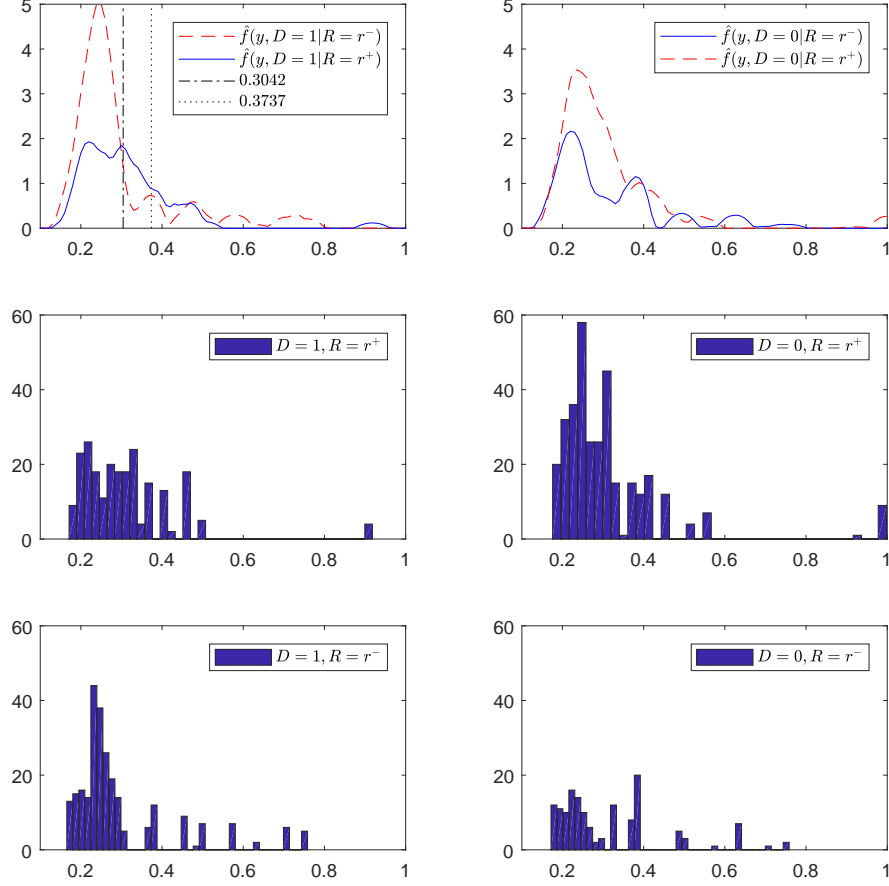 5
4
3
2
1
0
0.2 0.4 0.6 0.8 1
f̂(y, D = 1|R = r⁻)
f̂(y, D = 1|R = r⁺)
0.3042
0.3737
5
4
3
2
1
0
0.2 0.4 0.6 0.8 1
f̂(y, D = 0|R = r⁻)
f̂(y, D = 0|R = r⁺)
60
40
20
0
0.2 0.4 0.6 0.8 1
D = 1, R = r⁺
60
40
20
0
0.2 0.4 0.6 0.8 1
D = 0, R = r⁺
60
40
20
0
0.2 0.4 0.6 0.8 1
D = 1, R = r⁻
60
40
20
0
0.2 0.4 0.6 0.8 1
D = 0, R = r⁻